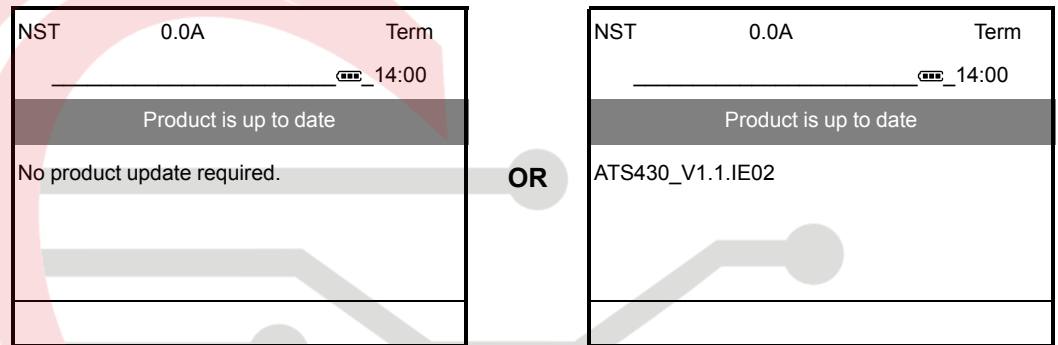 NST 0.0A Term
14:00
Product is up to date
No product update required.
OR
NST 0.0A Term
14:00
Product is up to date
ATS430_V1.1.IE02